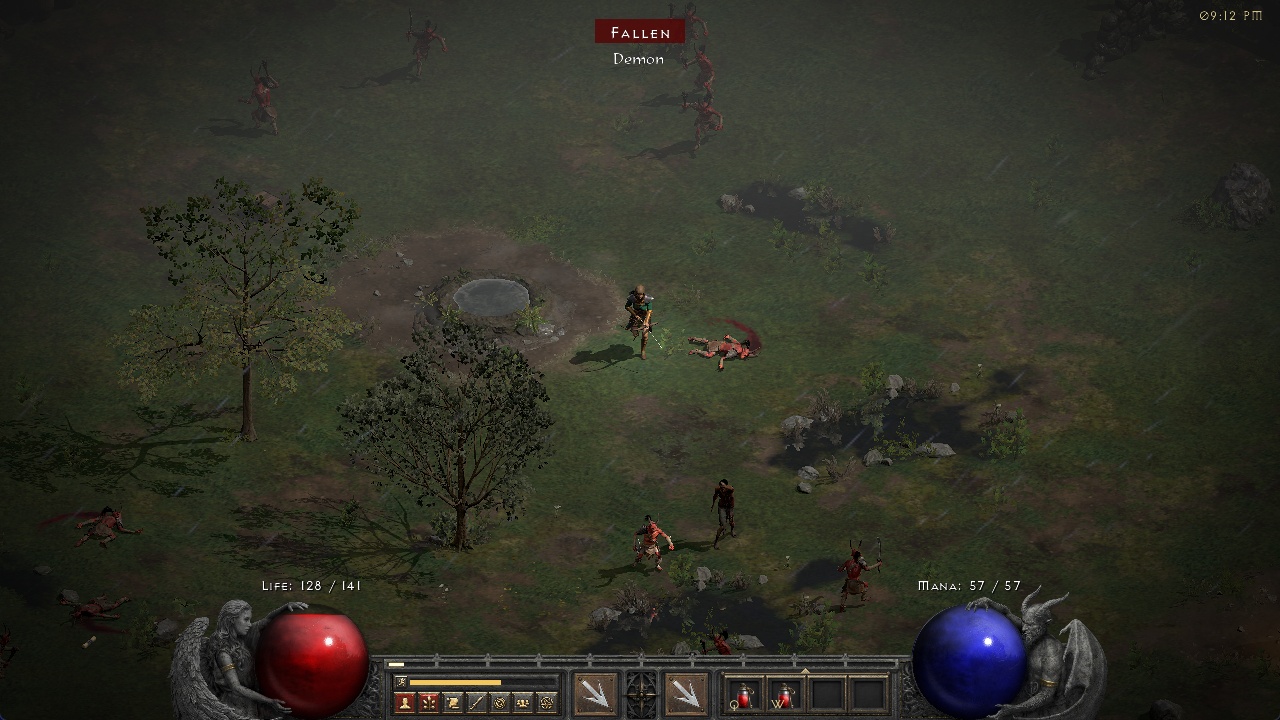 FALLEN
Demon
09:12 PM
LIFE: 128 / 141
MANA: 57 / 57
Q
W